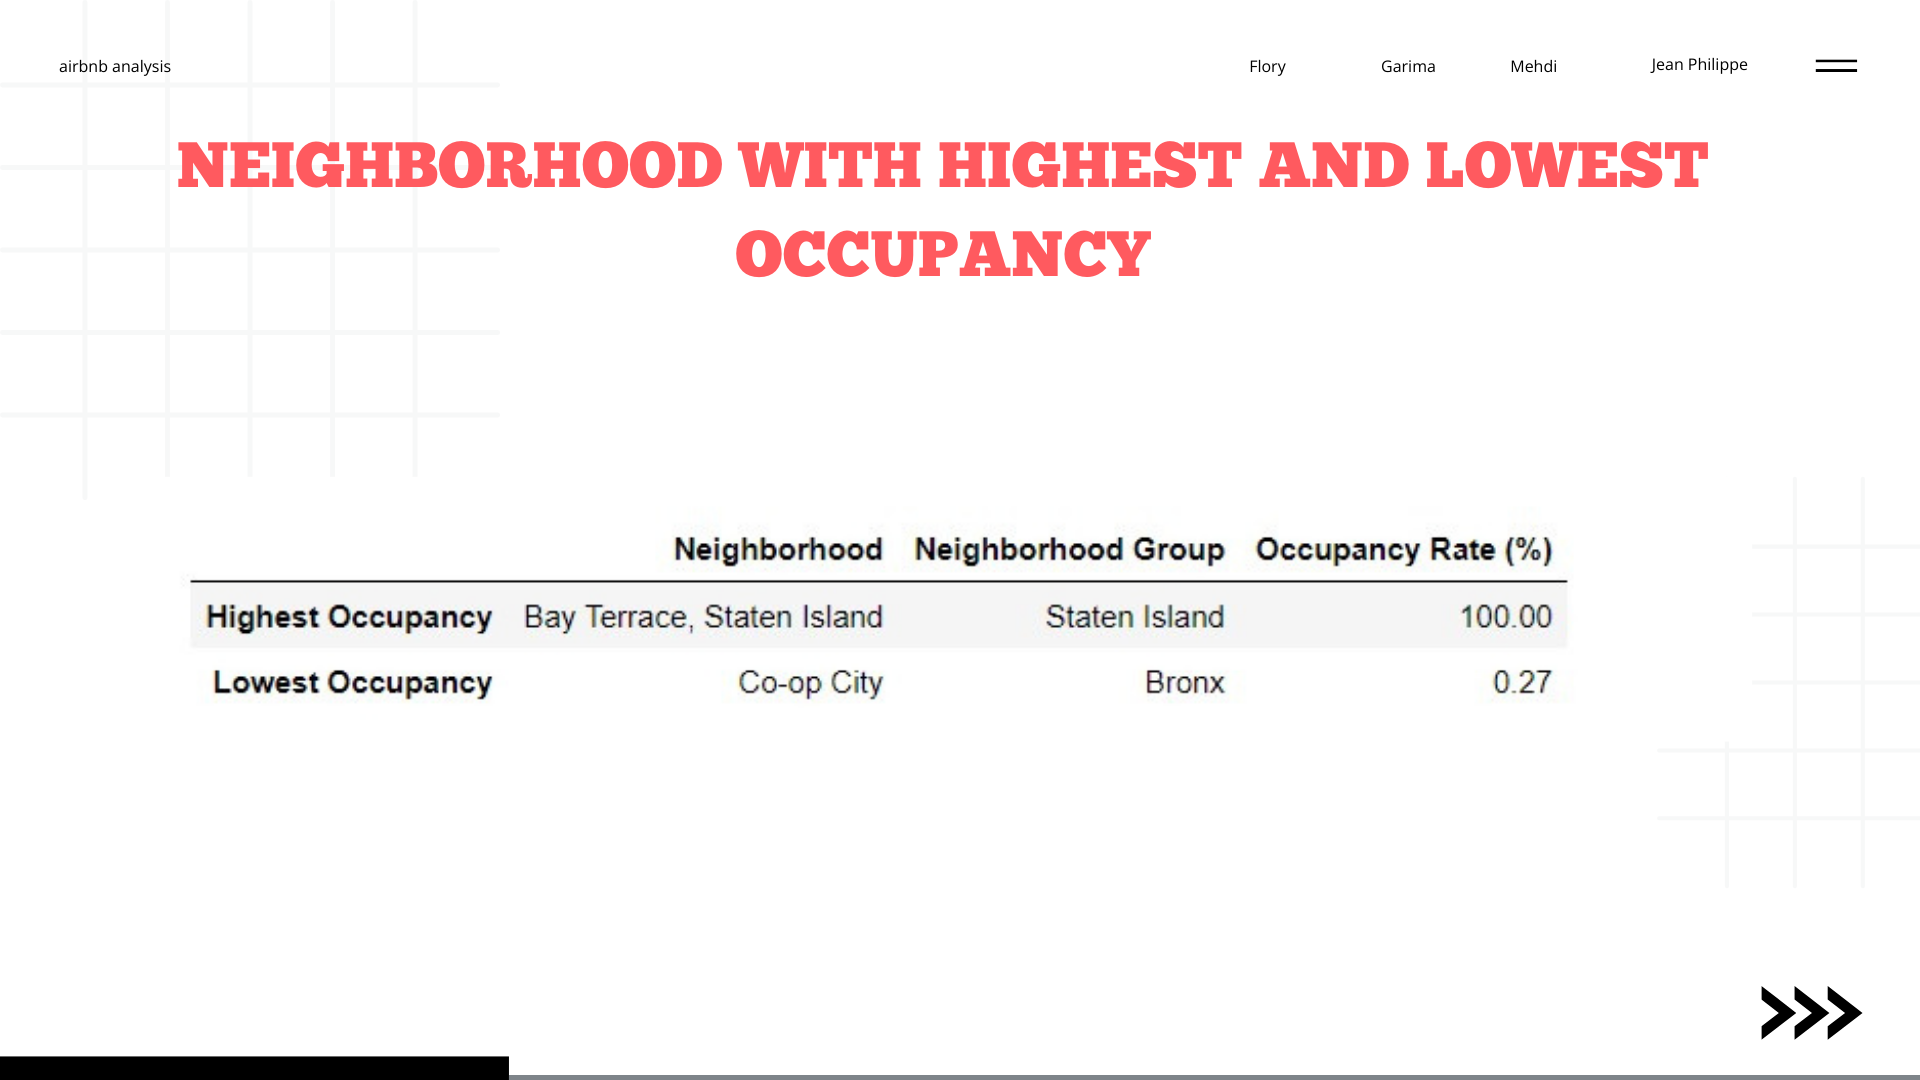 airbnb analysis Flory Garima Mehdi Jean Philippe
NEIGHBORHOOD WITH HIGHEST AND LOWEST
OCCUPANCY
Neighborhood Neighborhood Group Occupancy Rate (%)
Highest Occupancy Bay Terrace, Staten Island Staten Island 100.00
Lowest Occupancy Co-op City Bronx 0.27